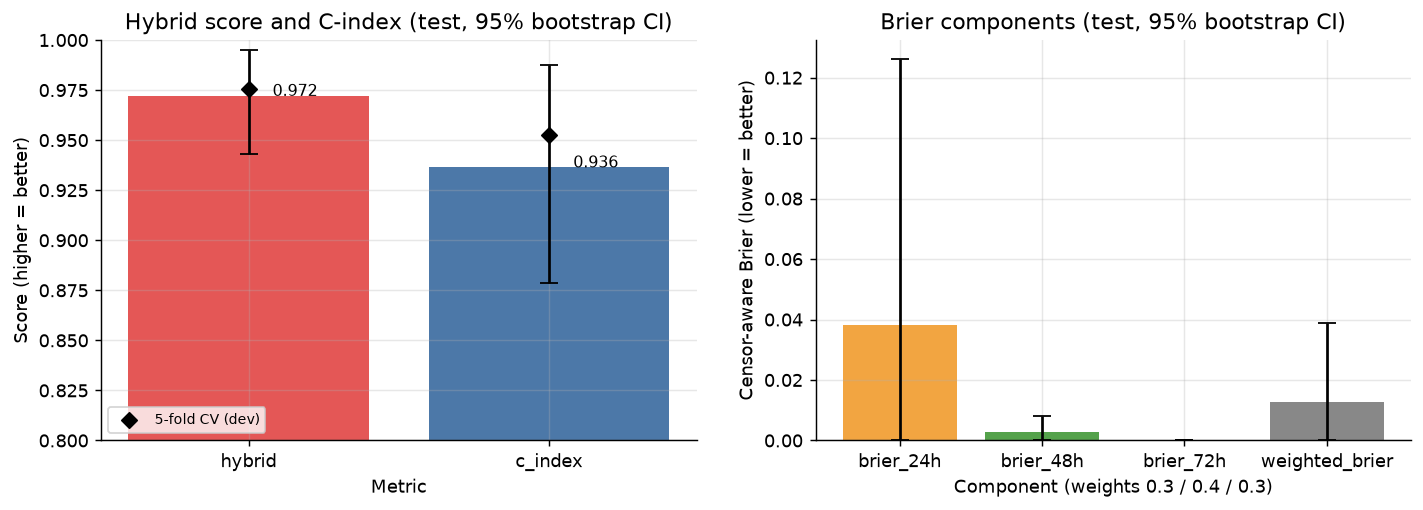 Hybrid score and C-index (test, 95% bootstrap CI)
Score (higher = better)
1.000
0.975
0.950
0.925
0.900
0.875
0.850
0.825
0.800
0.972
0.936
5-fold CV (dev)
hybrid
c_index
Metric
Brier components (test, 95% bootstrap CI)
Censor-aware Brier (lower = better)
0.12
0.10
0.08
0.06
0.04
0.02
0.00
brier_24h
brier_48h
brier_72h
weighted_brier
Component (weights 0.3 / 0.4 / 0.3)